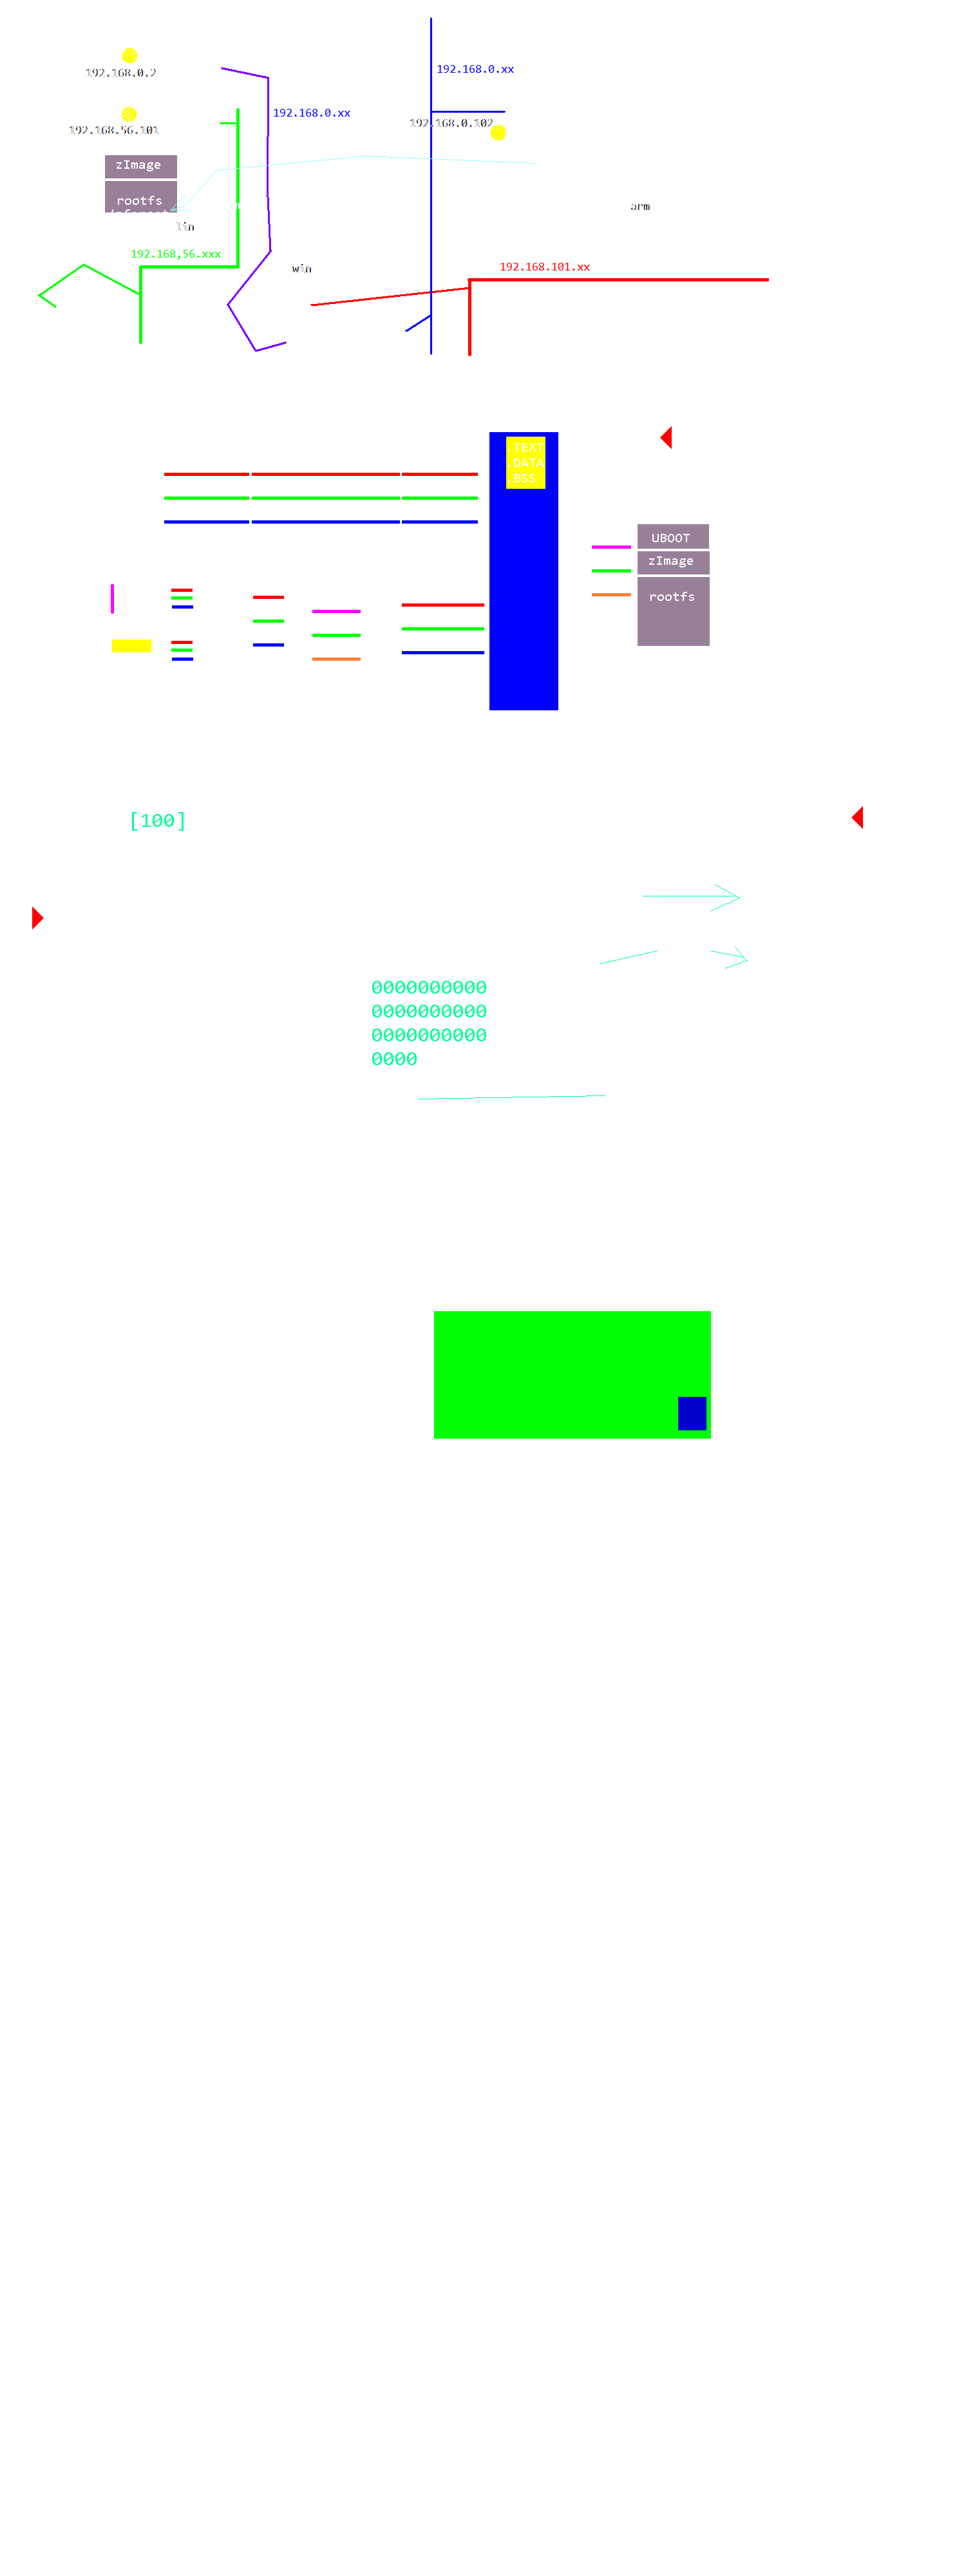 192.168.0.xx
192.168.0.2
192.168.0.xx
192.168.0.102
192.168.56.101
zImage
rootfs
arm
lin
192.168,56.xxx
win
192.168.101.xx
.TEXT
.DATA
.BSS
UBOOT
zImage
rootfs
[100]
0000000000
0000000000
0000000000
0000